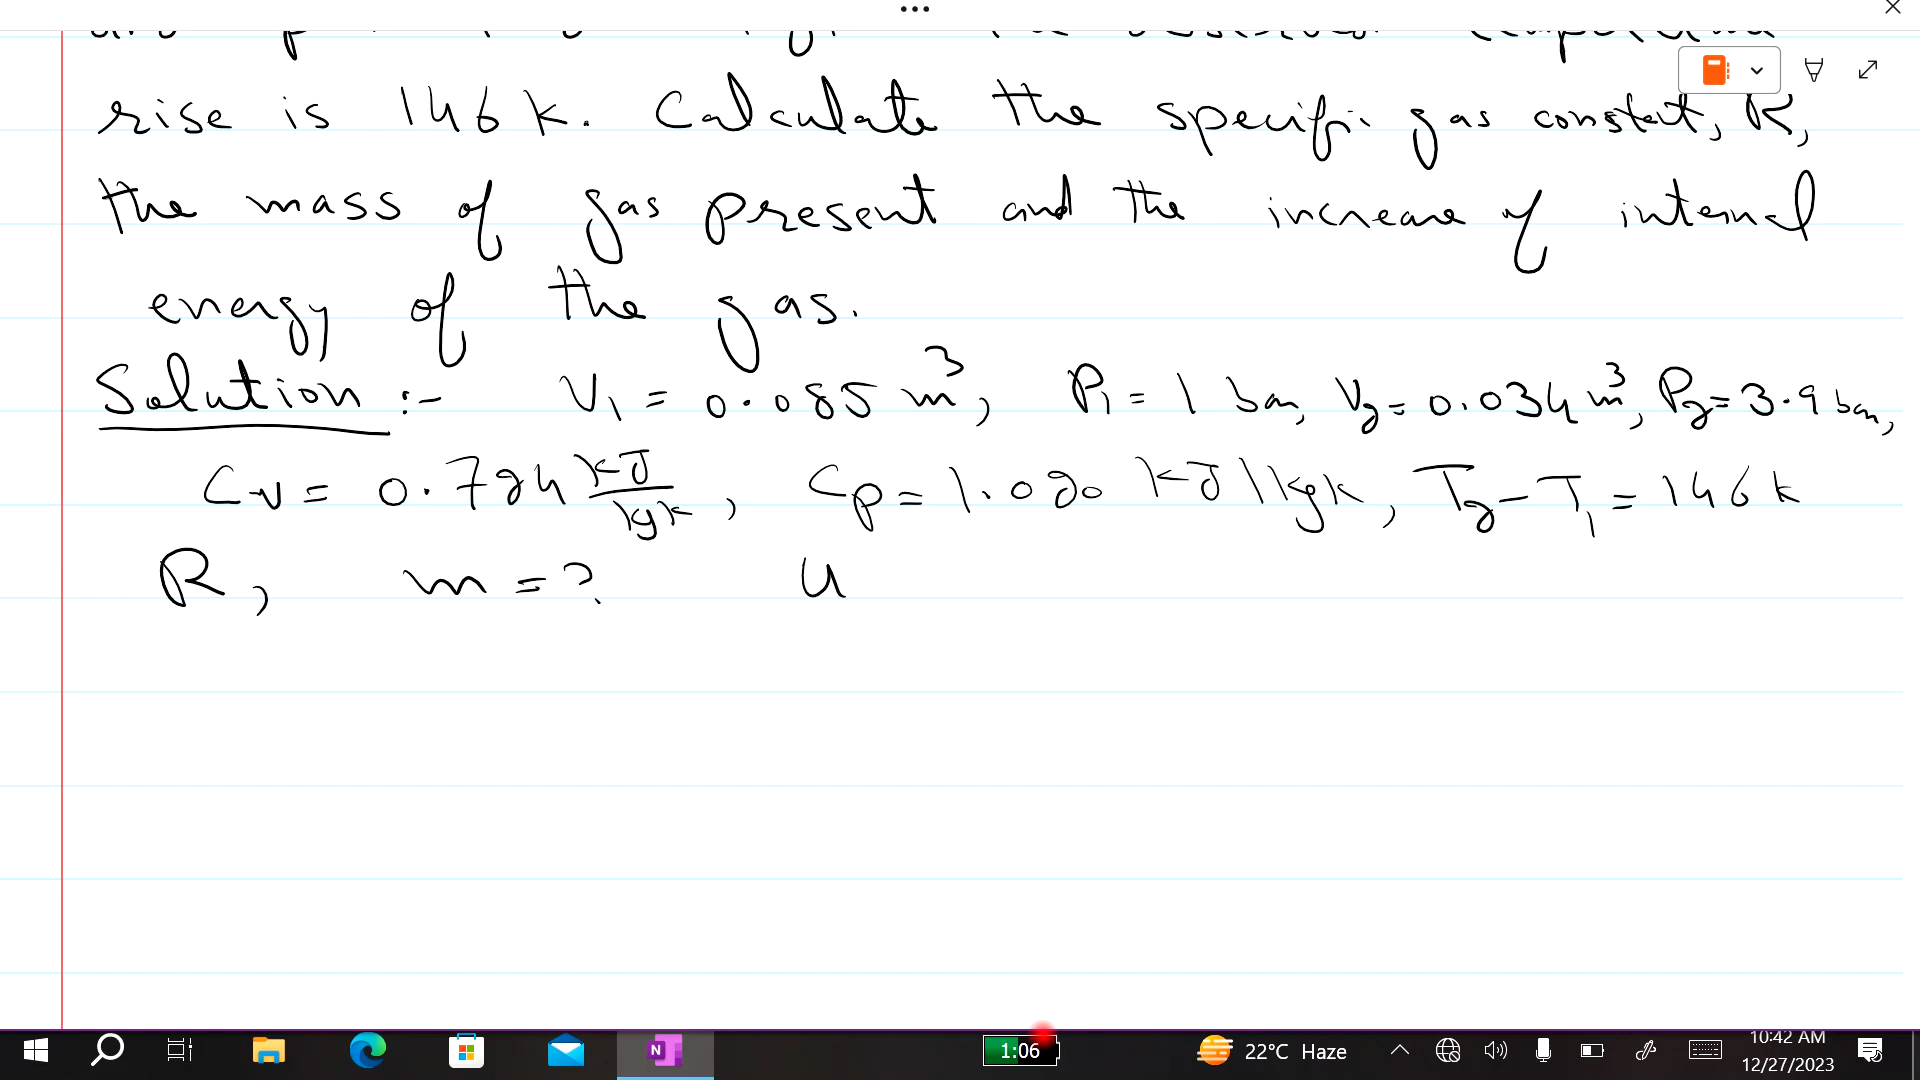 rise is 146 K. Calculate the specific gas constant, R,
the mass of gas present and the increase of internal
energy of the gas.
Solution :- V1 = 0.085 m³, P1 = 1 bar, V2 = 0.034 m³, P2 = 3.9 bar,
Cv = 0.724 kJ/kgK, Cp = 1.020 kJ/kgK, T2 - T1 = 146 K
R, m = ? U
N
1:06
22°C Haze
10:42 AM
12/27/2023